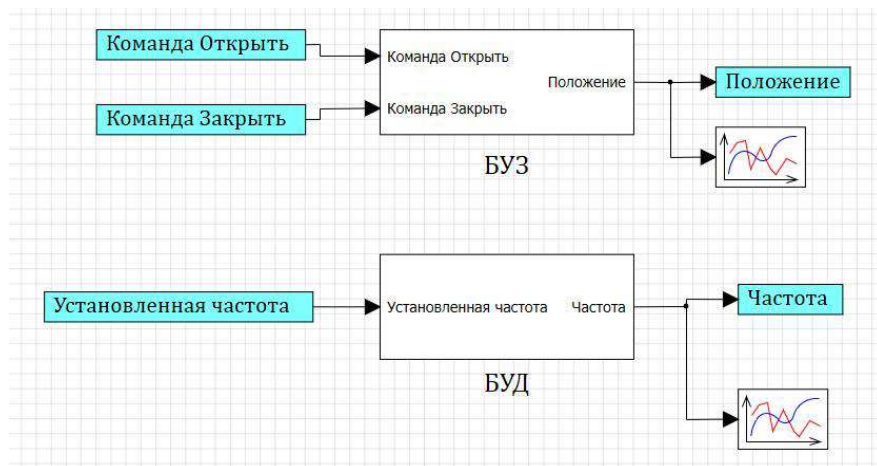 Команда Открыть
Команда Закрыть
Команда Открыть
Команда Закрыть
Положение
Положение
БУЗ
Установленная частота
Установленная частота
Частота
Частота
БУД